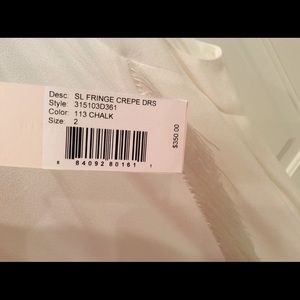 Desc: SL FRINGE CREPE DRS
Style: 315103D361
Color: 113 CHALK
Size: 2
8 84092 80161 1
$350.00